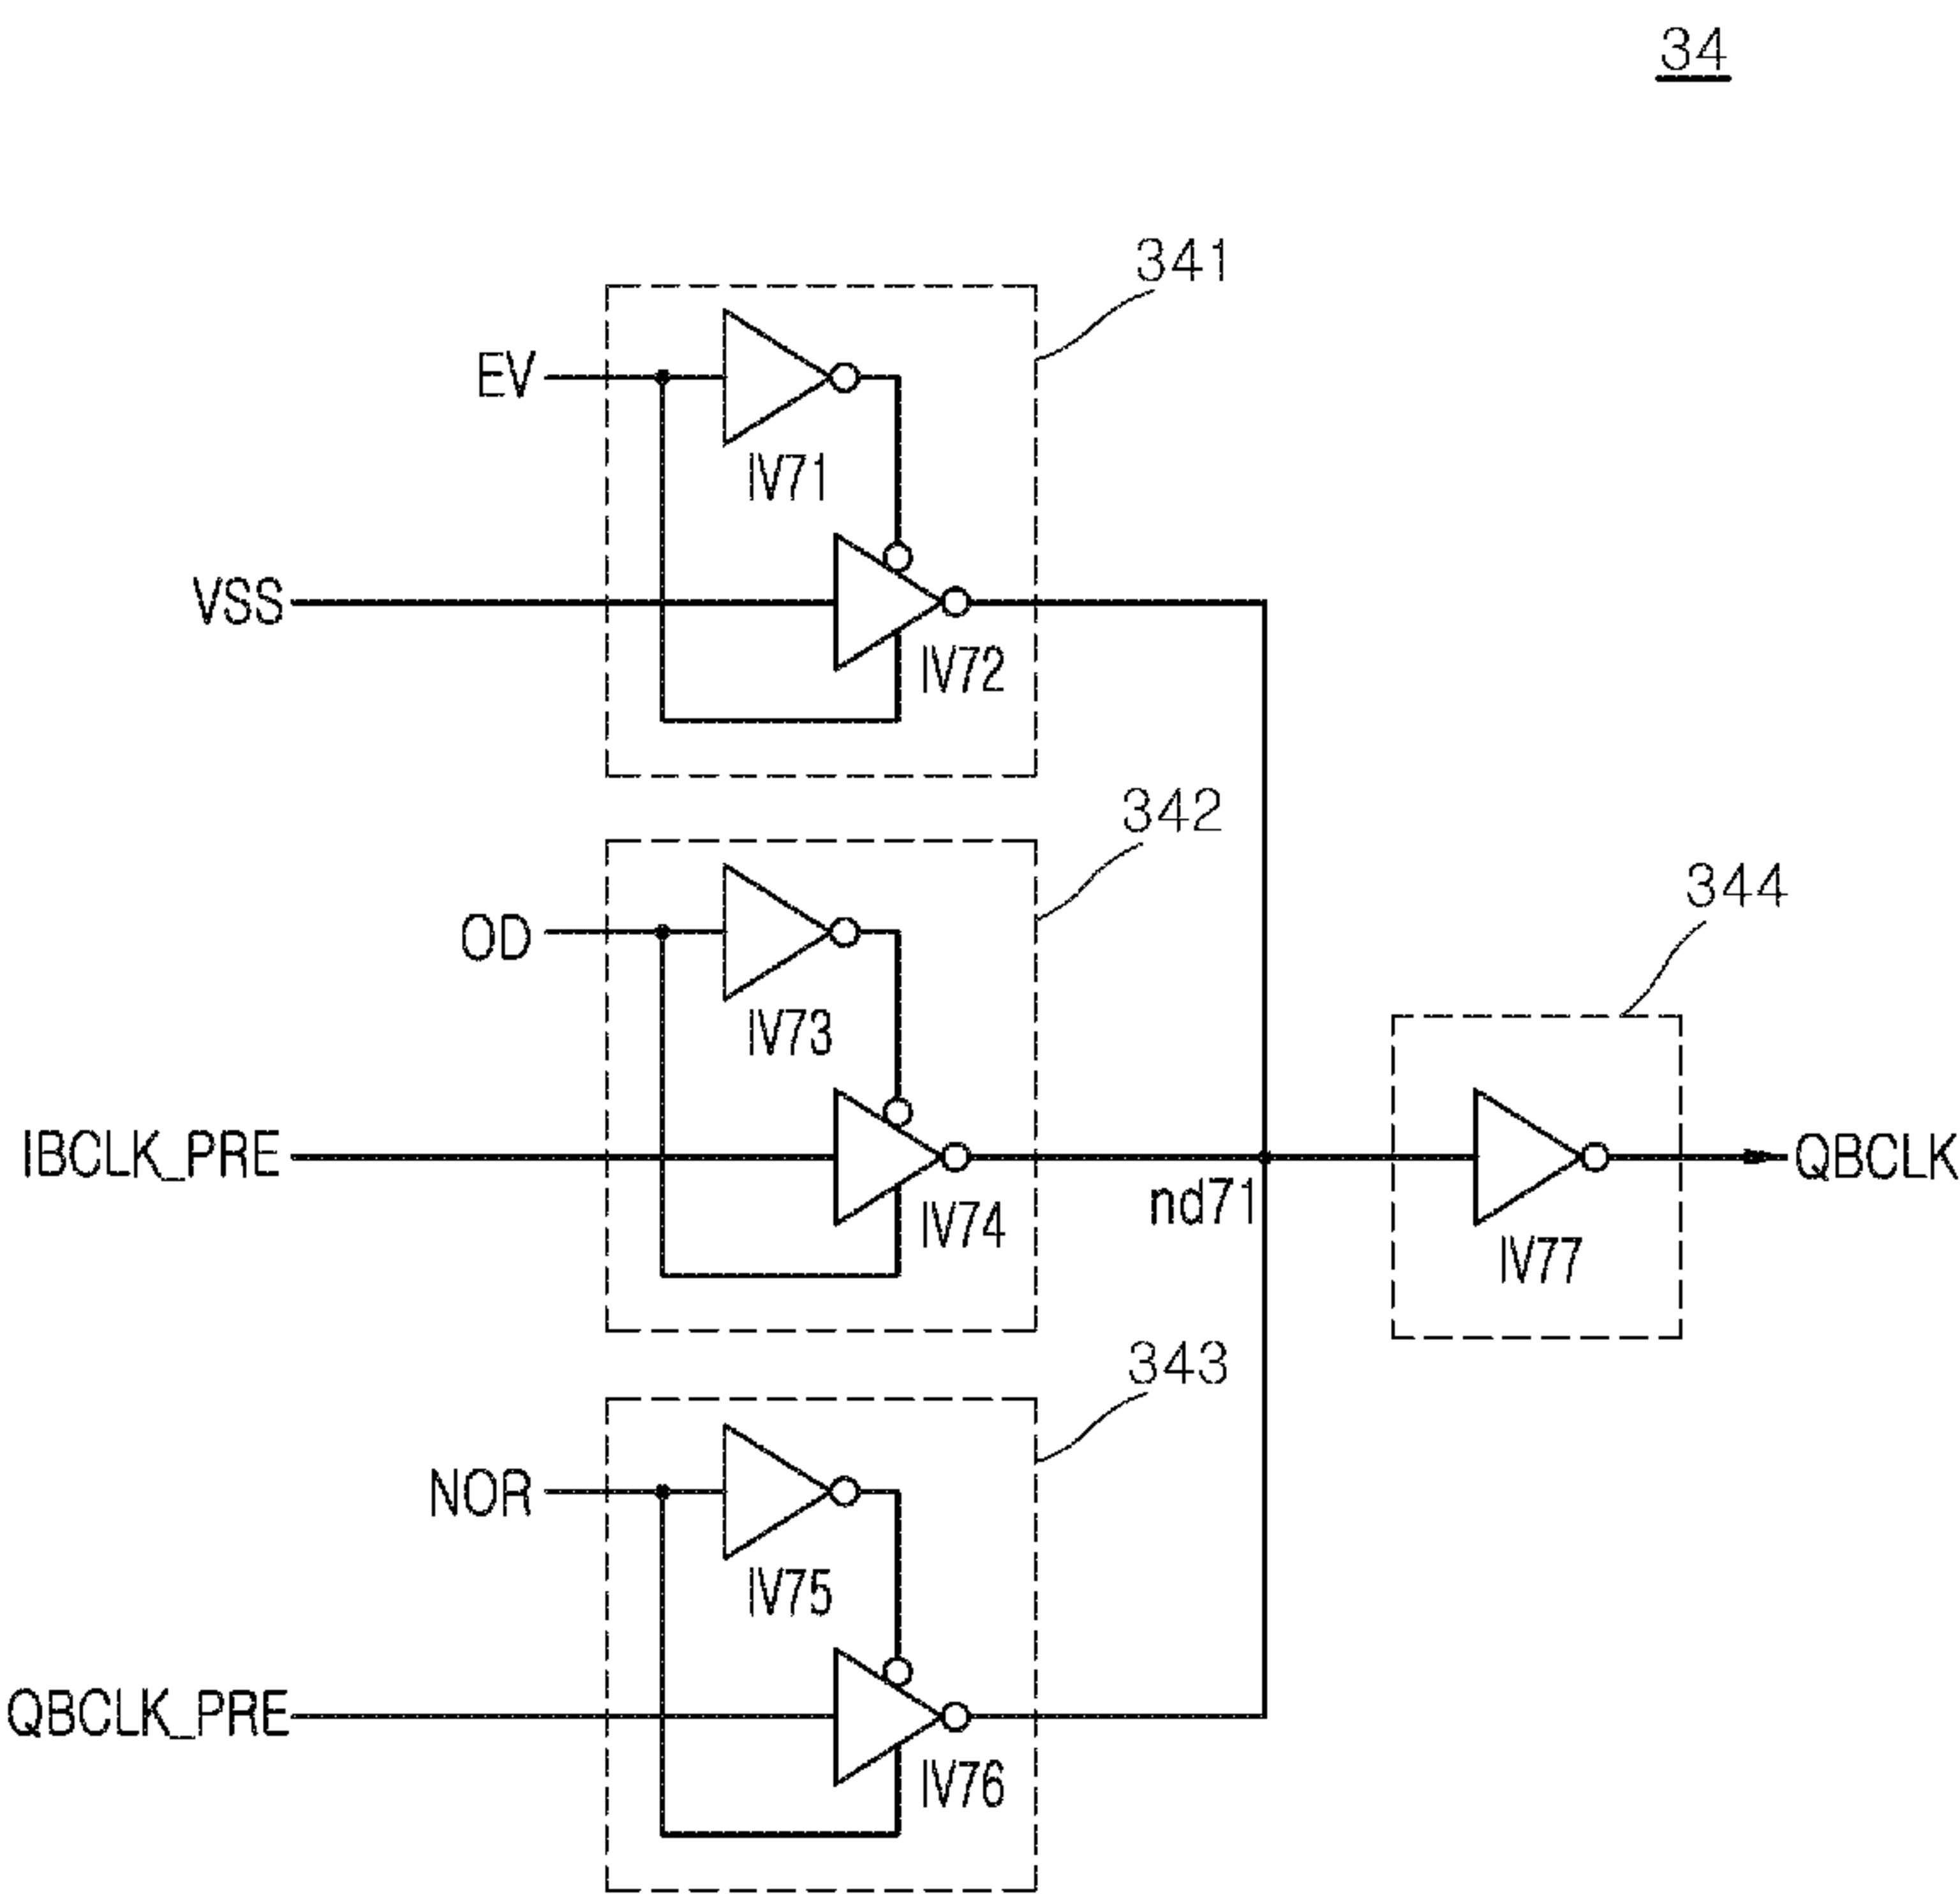 34
341
EV
IV71
VSS
IV72
342
OD
344
IV73
IBCLK_PRE
QBCLK
nd71
IV74
IV77
343
NOR
IV75
QBCLK_PRE
IV76